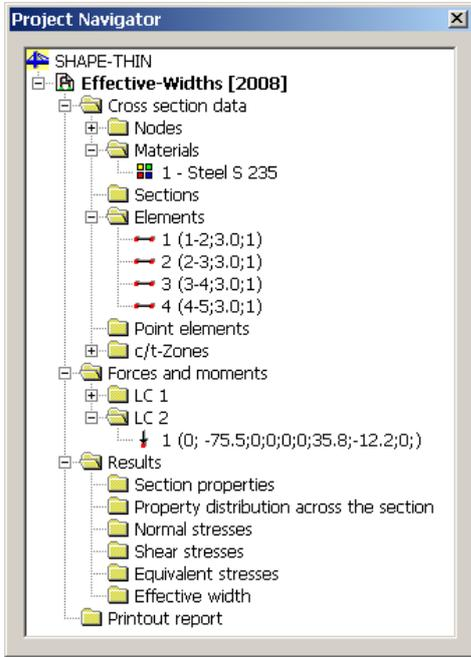 Project Navigator
SHAPE-THIN
Effective-Widths [2008]
Cross section data
Nodes
Materials
1 - Steel S 235
Sections
Elements
1 (1-2;3.0;1)
2 (2-3;3.0;1)
3 (3-4;3.0;1)
4 (4-5;3.0;1)
Point elements
c/t-Zones
Forces and moments
LC 1
LC 2
1 (0; -75.5;0;0;0;0;35.8;-12.2;0;)
Results
Section properties
Property distribution across the section
Normal stresses
Shear stresses
Equivalent stresses
Effective width
Printout report